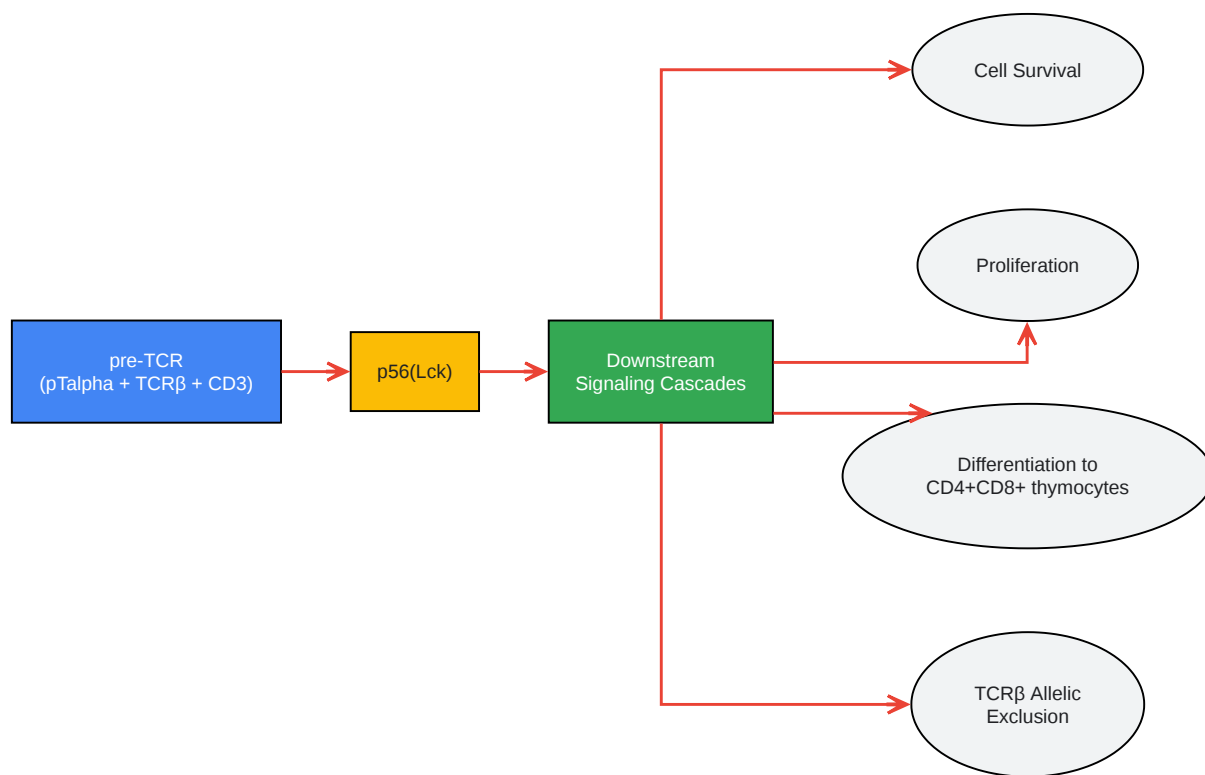 Cell Survival
Proliferation
pre-TCR
(pTalpha + TCRβ + CD3)
p56(Lck)
Downstream
Signaling Cascades
Differentiation to
CD4+CD8+ thymocytes
TCRβ Allelic
Exclusion